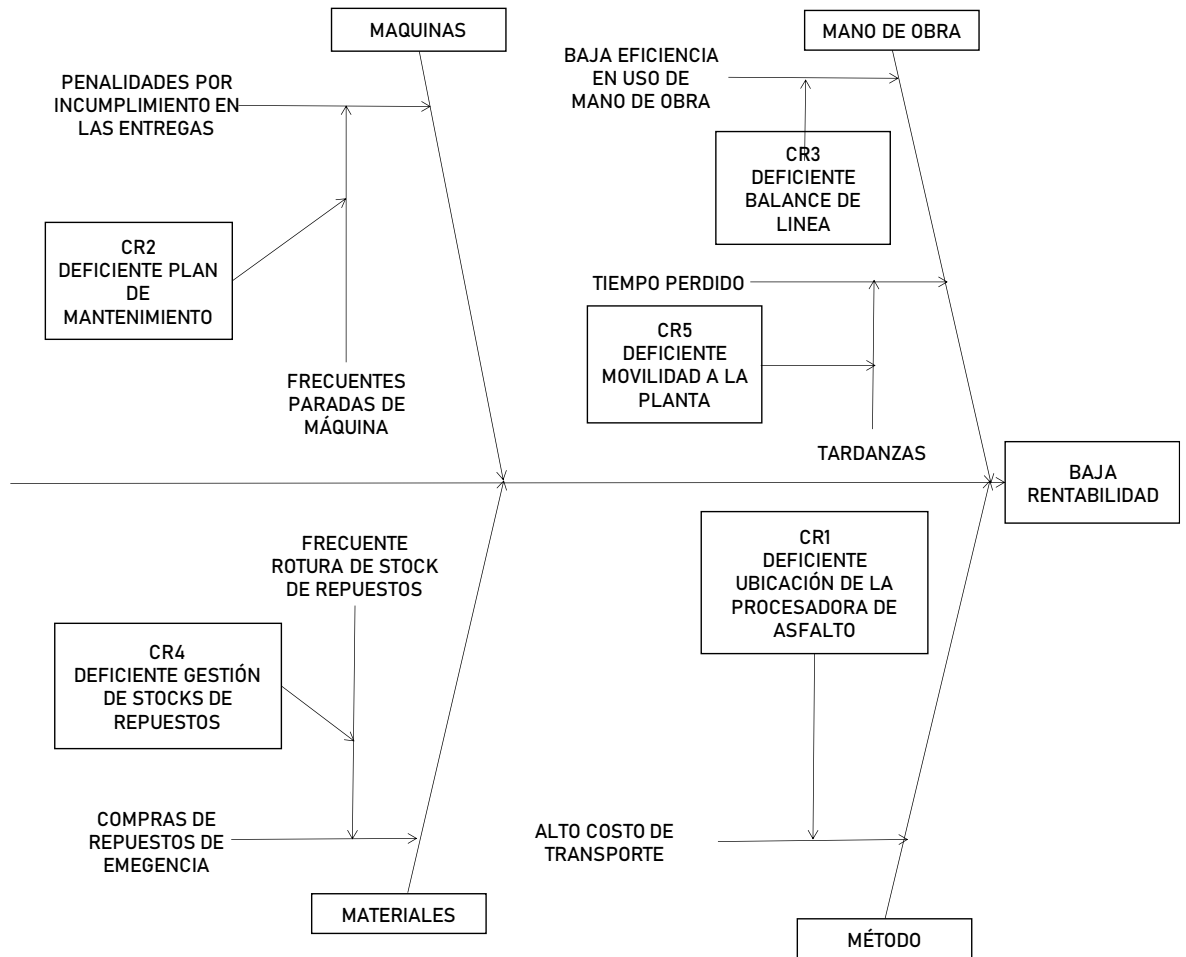 MAQUINAS
MANO DE OBRA
PENALIDADES POR
INCUMPLIMIENTO EN
LAS ENTREGAS
BAJA EFICIENCIA
EN USO DE
MANO DE OBRA
CR3
DEFICIENTE
BALANCE DE
LINEA
CR2
DEFICIENTE PLAN
DE
MANTENIMIENTO
TIEMPO PERDIDO
CR5
DEFICIENTE
MOVILIDAD A LA
PLANTA
FRECUENTES
PARADAS DE
MÁQUINA
TARDANZAS
BAJA
RENTABILIDAD
FRECUENTE
ROTURA DE STOCK
DE REPUESTOS
CR1
DEFICIENTE
UBICACIÓN DE LA
PROCESADORA DE
ASFALTO
CR4
DEFICIENTE GESTIÓN
DE STOCKS DE
REPUESTOS
COMPRAS DE
REPUESTOS DE
EMEGENCIA
ALTO COSTO DE
TRANSPORTE
MATERIALES
MÉTODO